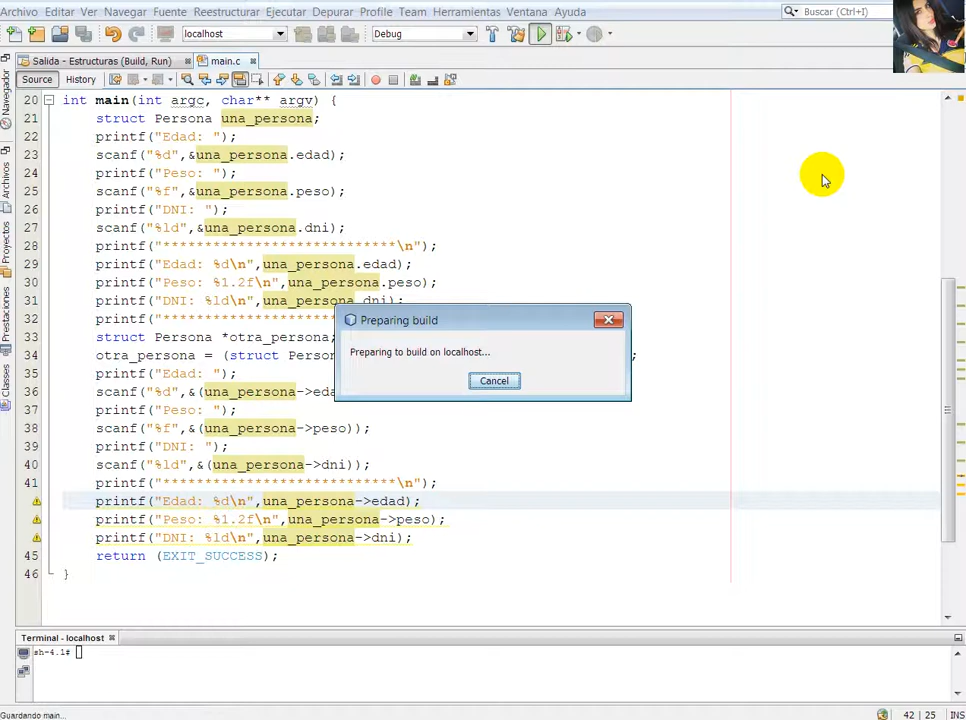 Archivo Editar Ver Navegar Fuente Reestructurar Ejecutar Depurar Profile Team Herramientas Ventana Ayuda
Buscar (Ctrl+I)
localhost
Debug
Salida - Estructuras (Build, Run)
main.c
Source
History
Navegador
Archivos
Proyectos
Prestaciones
Classes
20 int main(int argc, char** argv) {
21 struct Persona una_persona;
22 printf("Edad: ");
23 scanf("%d",&una_persona.edad);
24 printf("Peso: ");
25 scanf("%f",&una_persona.peso);
26 printf("DNI: ");
27 scanf("%ld",&una_persona.dni);
28 printf("****************************\n");
29 printf("Edad: %d\n",una_persona.edad);
30 printf("Peso: %1.2f\n",una_persona.peso);
31 printf("DNI: %ld\n",una_persona.dni);
32 printf("********************
33 struct Persona *otra_persona;
34 otra_persona = (struct Person ;
35 printf("Edad: ");
36 scanf("%d",&(una_persona->eda
37 printf("Peso: ");
38 scanf("%f",&(una_persona->peso));
39 printf("DNI: ");
40 scanf("%ld",&(una_persona->dni));
41 printf("****************************\n");
printf("Edad: %d\n",una_persona->edad);
printf("Peso: %1.2f\n",una_persona->peso);
printf("DNI: %ld\n",una_persona->dni);
45 return (EXIT_SUCCESS);
46 }
Preparing build
Preparing to build on localhost...
Cancel
Terminal - localhost
sh-4.1#
Guardando main...
42 | 25
INS